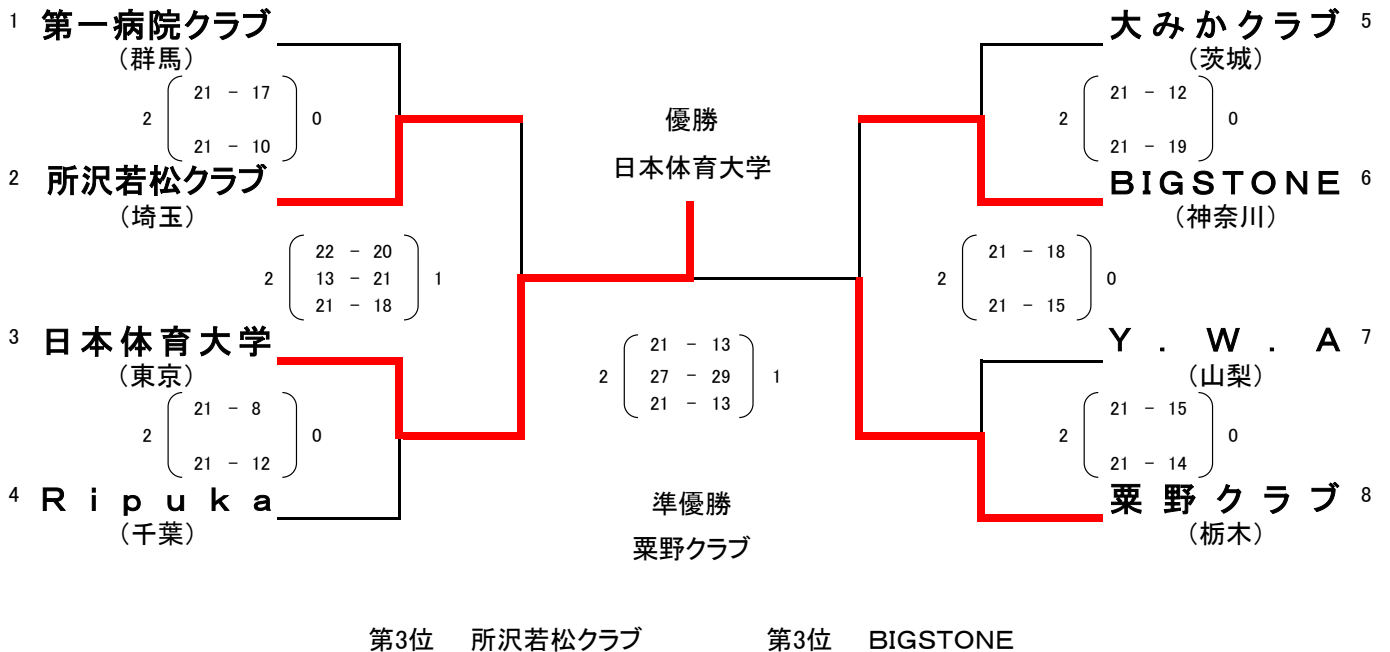 1 第一病院クラブ
（群馬）
2 21 - 17 0
21 - 10
2 所沢若松クラブ
（埼玉）
2 22 - 20 1
13 - 21
21 - 18
3 日本体育大学
（東京）
2 21 - 8 0
21 - 12
4 Ｒｉｐｕｋａ
（千葉）
優勝
日本体育大学
2 21 - 13 1
27 - 29
21 - 13
準優勝
粟野クラブ
大みかクラブ 5
（茨城）
2 21 - 12 0
21 - 19
ＢＩＧＳＴＯＮＥ 6
（神奈川）
2 21 - 18 0
21 - 15
Ｙ．Ｗ．Ａ 7
（山梨）
2 21 - 15 0
21 - 14
粟野クラブ 8
（栃木）
第3位 所沢若松クラブ 第3位 ＢＩＧＳＴＯＮＥ